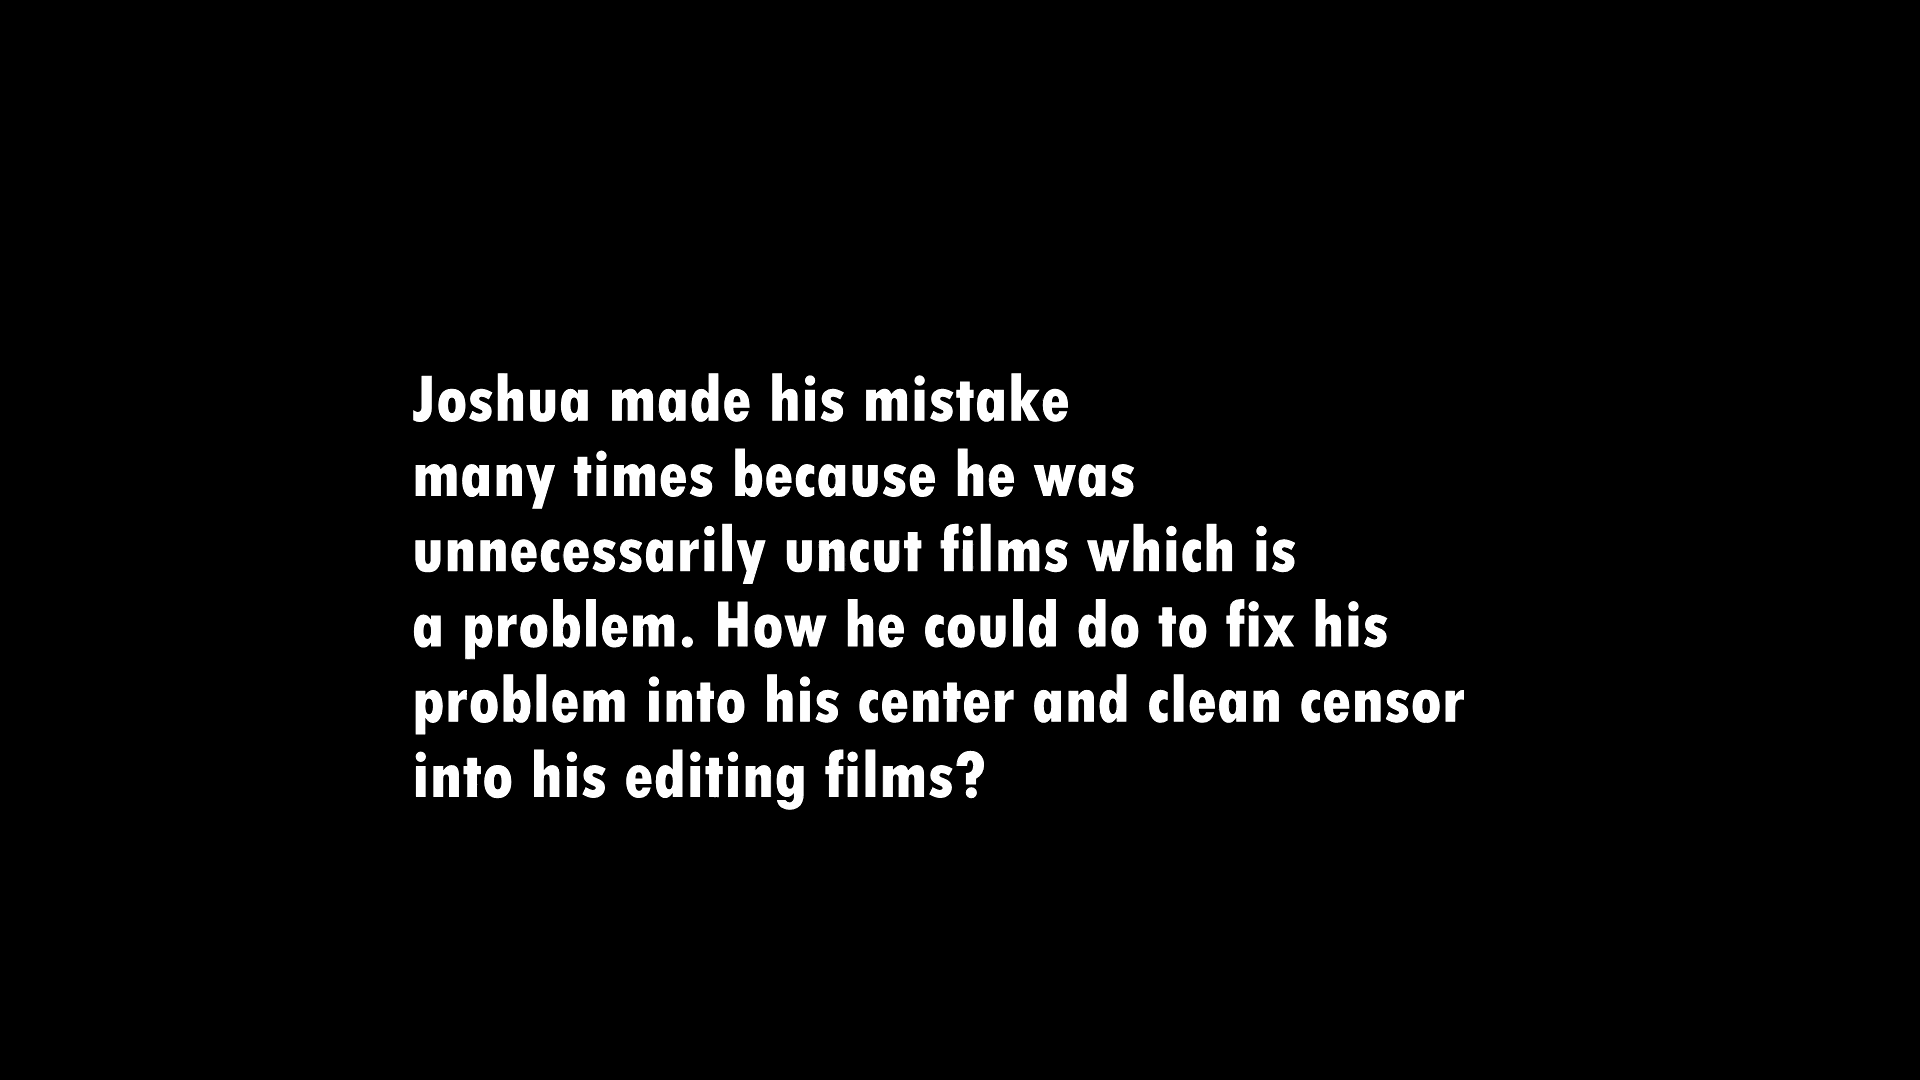 Joshua made his mistake
many times because he was
unnecessarily uncut films which is
a problem. How he could do to fix his
problem into his center and clean censor
into his editing films?